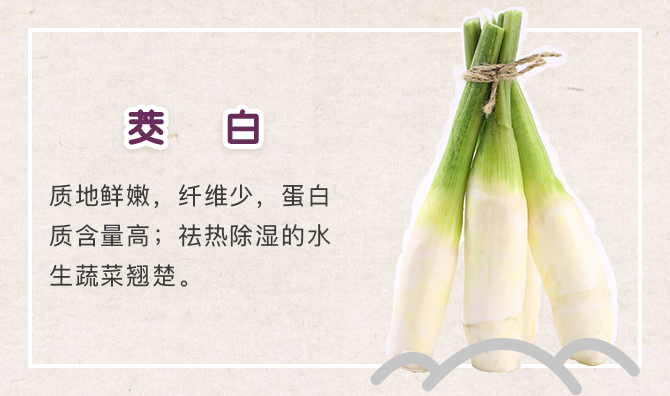 茭白
质地鲜嫩，纤维少，蛋白
质含量高；祛热除湿的水
生蔬菜翘楚。